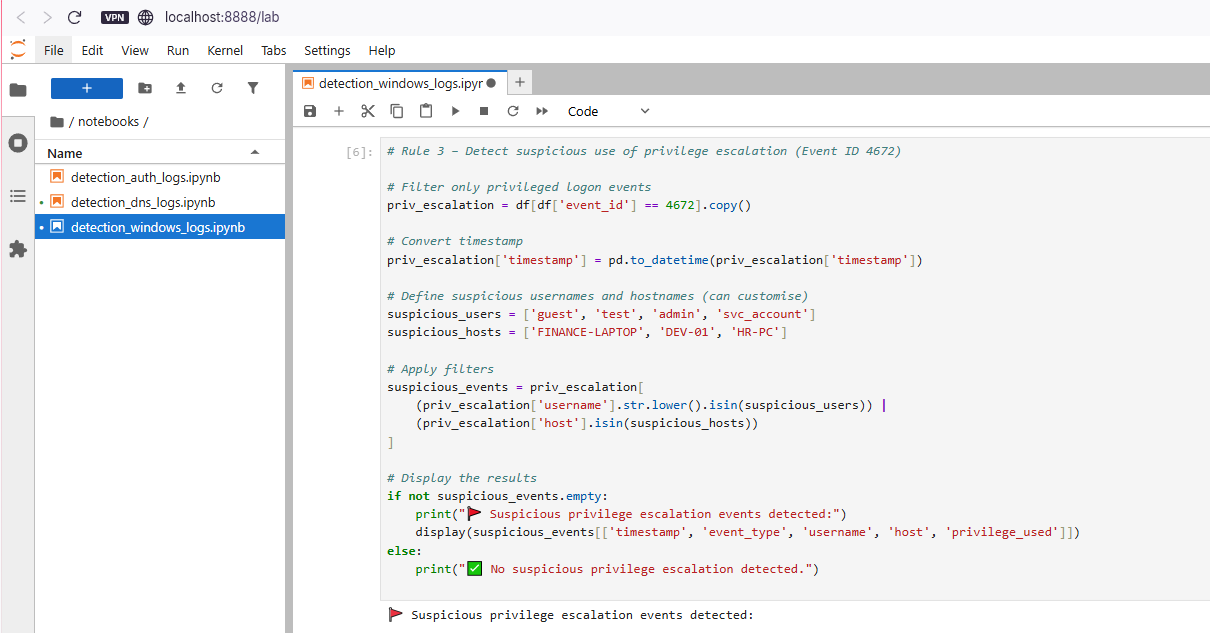 VPN localhost:8888/lab
File Edit View Run Kernel Tabs Settings Help
+
/ notebooks /
Name
detection_auth_logs.ipynb
detection_dns_logs.ipynb
detection_windows_logs.ipynb
detection_windows_logs.ipyr
+
Code
[6]:
# Rule 3 – Detect suspicious use of privilege escalation (Event ID 4672)
# Filter only privileged logon events
priv_escalation = df[df['event_id'] == 4672].copy()
# Convert timestamp
priv_escalation['timestamp'] = pd.to_datetime(priv_escalation['timestamp'])
# Define suspicious usernames and hostnames (can customise)
suspicious_users = ['guest', 'test', 'admin', 'svc_account']
suspicious_hosts = ['FINANCE-LAPTOP', 'DEV-01', 'HR-PC']
# Apply filters
suspicious_events = priv_escalation[
    (priv_escalation['username'].str.lower().isin(suspicious_users)) |
    (priv_escalation['host'].isin(suspicious_hosts))
]
# Display the results
if not suspicious_events.empty:
    print("🚩 Suspicious privilege escalation events detected:")
    display(suspicious_events[['timestamp', 'event_type', 'username', 'host', 'privilege_used']])
else:
    print("✅ No suspicious privilege escalation detected.")
🚩 Suspicious privilege escalation events detected: